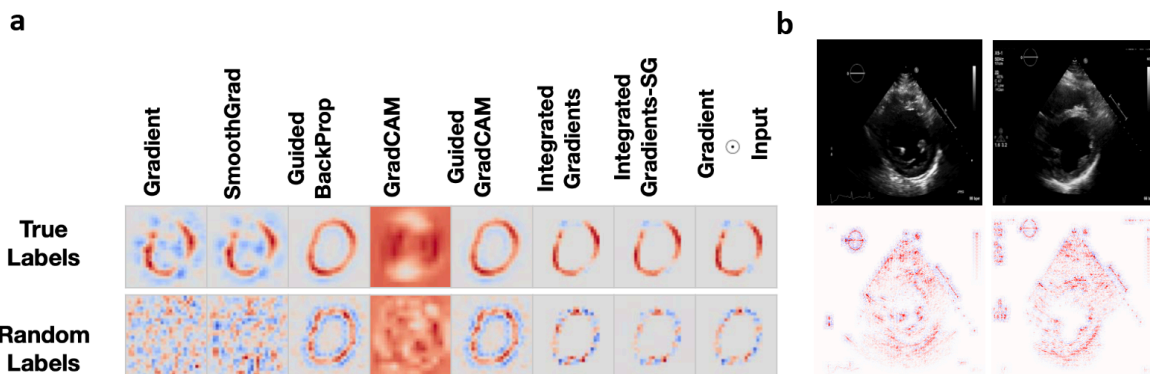 a
b
Gradient
SmoothGrad
Guided
BackProp
GradCAM
Guided
GradCAM
Integrated
Gradients
Integrated
Gradients-SG
Gradient
⊙
Input
True
Labels
Random
Labels